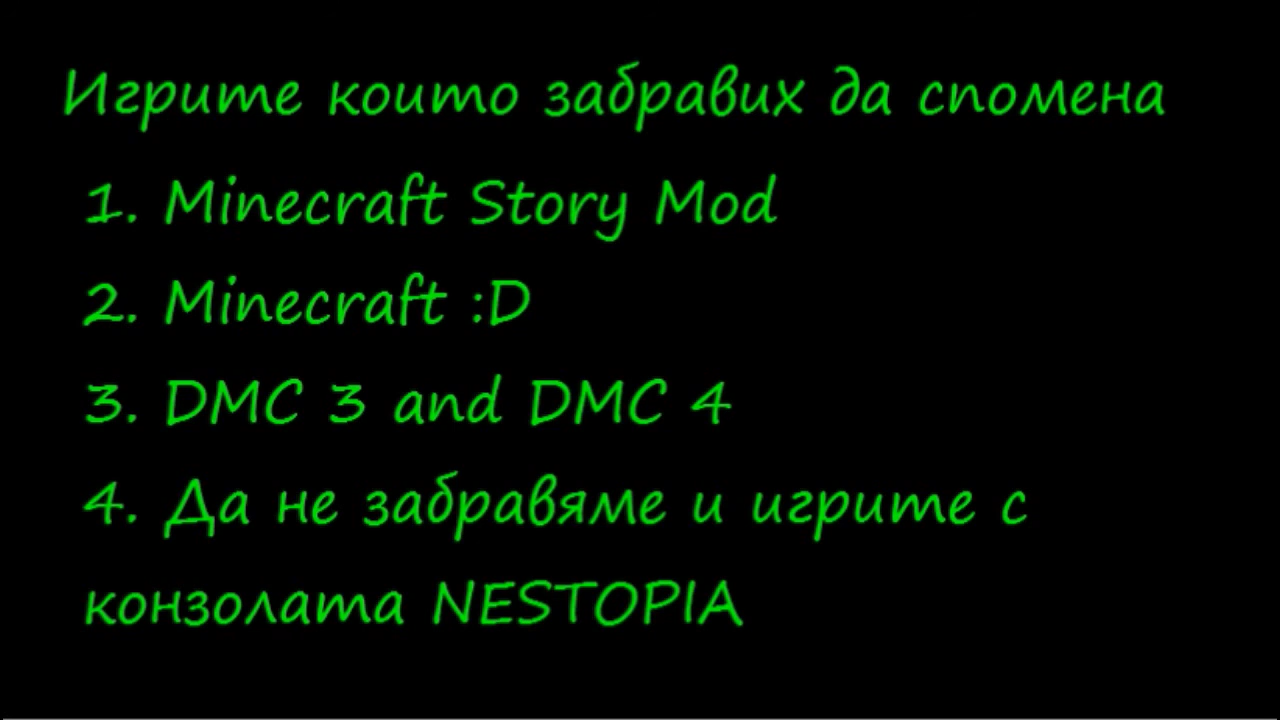 Игрите които забравих да спомена
1. Minecraft Story Mod
2. Minecraft :D
3. DMC 3 and DMC 4
4. Да не забравяме и игрите с
конзолата NESTOPIA